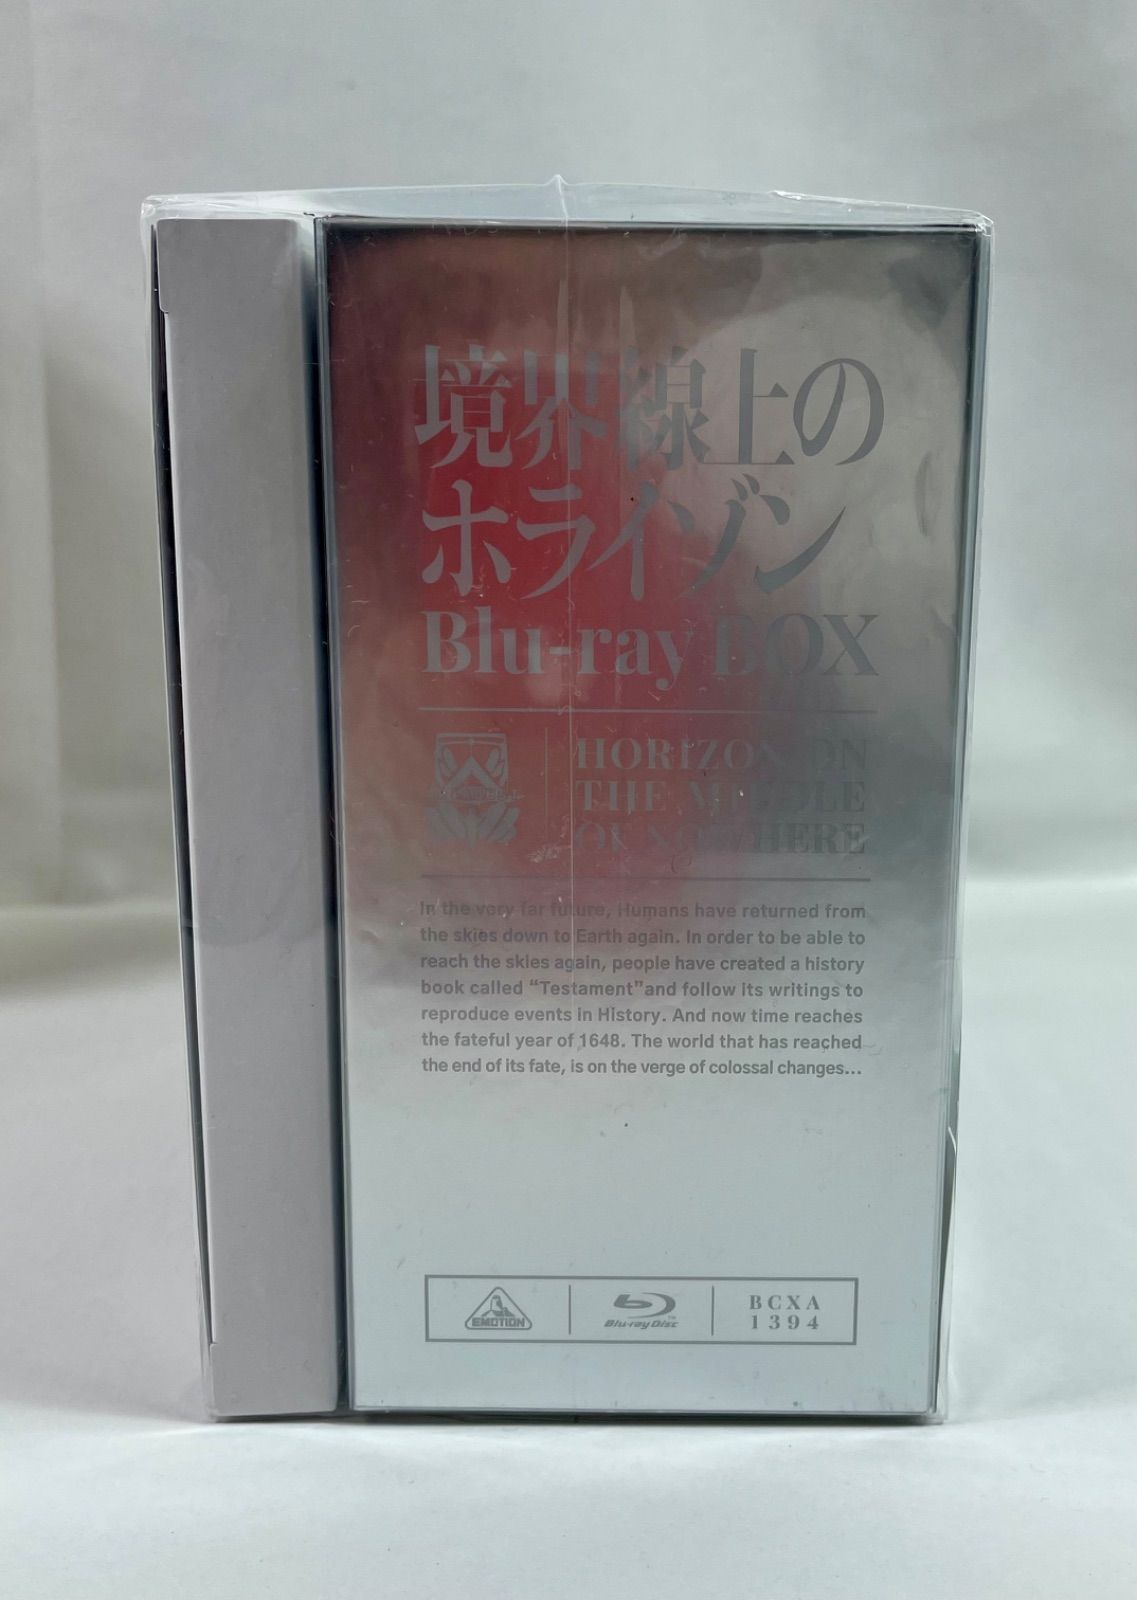 境界線上の
ホライゾン
Blu-ray BOX
HORIZON ON
THE MIDDLE
OF NOWHERE
In the very far future, Humans have returned from
the skies down to Earth again. In order to be able to
reach the skies again, people have created a history
book called “Testament”and follow its writings to
reproduce events in History. And now time reaches
the fateful year of 1648. The world that has reached
the end of its fate, is on the verge of colossal changes...
EMOTION
Blu-ray Disc
TM
BCXA
1394